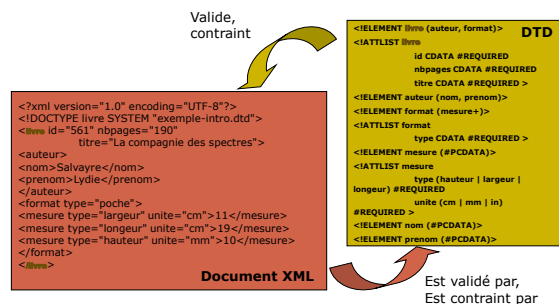 Valide,
contraint
<!ELEMENT livre (auteur, format)>
DTD
<!ATTLIST livre
id CDATA #REQUIRED
nbpages CDATA #REQUIRED
titre CDATA #REQUIRED >
<!ELEMENT auteur (nom, prenom)>
<!ELEMENT format (mesure+)>
<!ATTLIST format
type CDATA #REQUIRED >
<!ELEMENT mesure (#PCDATA)>
<!ATTLIST mesure
type (hauteur | largeur |
longeur) #REQUIRED
unite (cm | mm | in)
#REQUIRED >
<!ELEMENT nom (#PCDATA)>
<!ELEMENT prenom (#PCDATA)>
<?xml version="1.0" encoding="UTF-8"?>
<!DOCTYPE livre SYSTEM "exemple-intro.dtd">
<livre id="561" nbpages="190"
titre="La compagnie des spectres">
<auteur>
<nom>Salvayre</nom>
<prenom>Lydie</prenom>
</auteur>
<format type="poche">
<mesure type="largeur" unite="cm">11</mesure>
<mesure type="longeur" unite="cm">19</mesure>
<mesure type="hauteur" unite="mm">10</mesure>
</format>
</livre>
Document XML
Est validé par,
Est contraint par